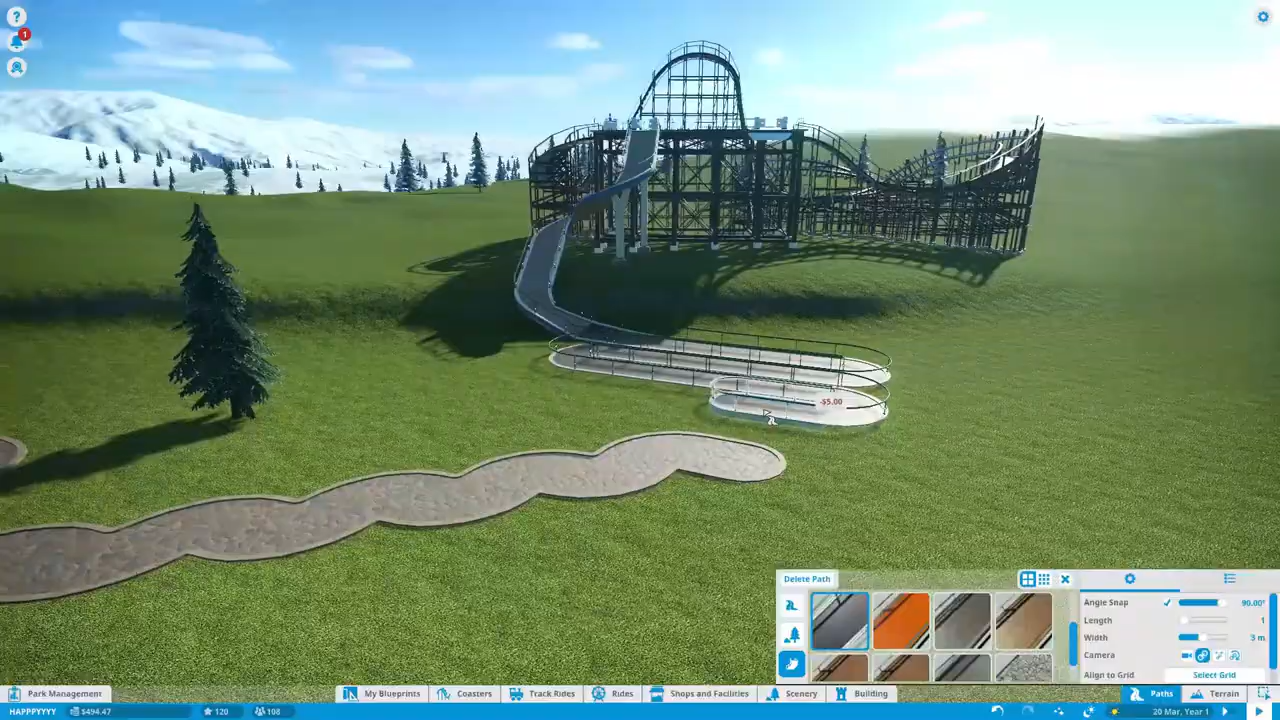 ?
1
-$5.00
Delete Path
Angle Snap 90.00°
Length 1
Width 3 m
Camera
Align to Grid Select Grid
Park Management My Blueprints Coasters Track Rides Rides Shops and Facilities Scenery Building Paths Terrain
HAPPPYYYY $494.47 120 108 20 Mar, Year 1